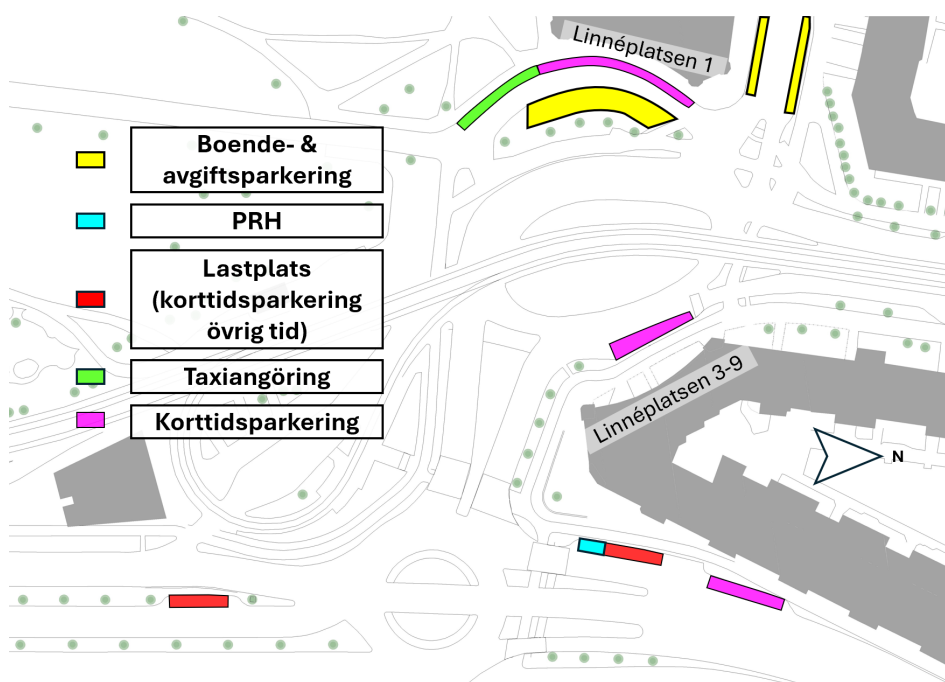 Linnéplatsen 1
Boende- &
avgiftsparkering
PRH
Lastplats
(korttidsparkering
övrig tid)
Taxiangöring
Korttidsparkering
Linnéplatsen 3-9
N